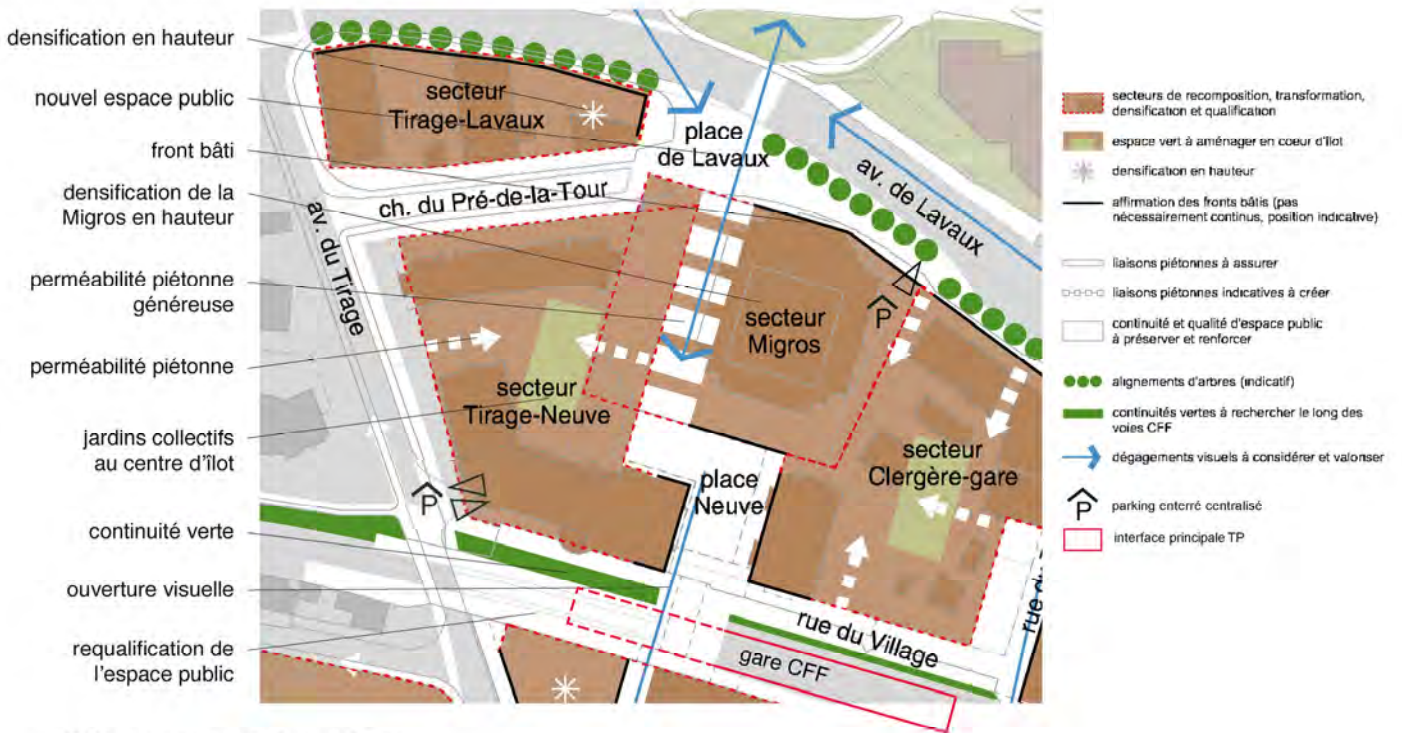 densification en hauteur
nouvel espace public
front bâti
densification de la
Migros en hauteur
perméabilité piétonne
généreuse
perméabilité piétonne
jardins collectifs
au centre d'îlot
continuité verte
ouverture visuelle
requalification de
l'espace public
secteur
Tirage-Lavaux
place
de Lavaux
av. de Lavaux
ch. du Pré-de-la-Tour
av. du Tirage
secteur
Migros
P
secteur
Tirage-Neuve
secteur
Clergère-gare
place
Neuve
P
rue du Village
gare CFF
secteurs de recomposition, transformation,
densification et qualification
espace vert à aménager en coeur d'îlot
densification en hauteur
affirmation des fronts bâtis (pas
nécessairement continus, position indicative)
liaisons piétonnes à assurer
liaisons piétonnes indicatives à créer
continuité et qualité d'espace public
à préserver et renforcer
alignements d'arbres (indicatif)
continuités vertes à rechercher le long des
voies CFF
dégagements visuels à considérer et valoriser
P
parking enterré centralisé
interface principale TP